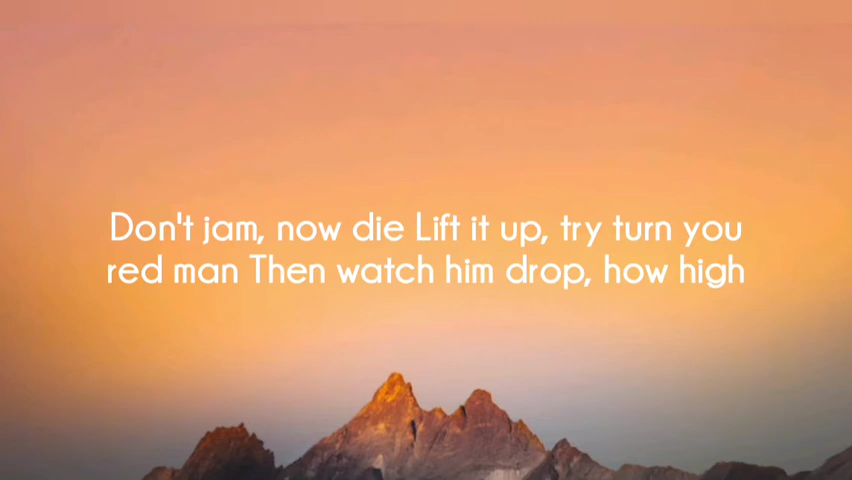 Don't jam, now die Lift it up, try turn you
red man Then watch him drop, how high